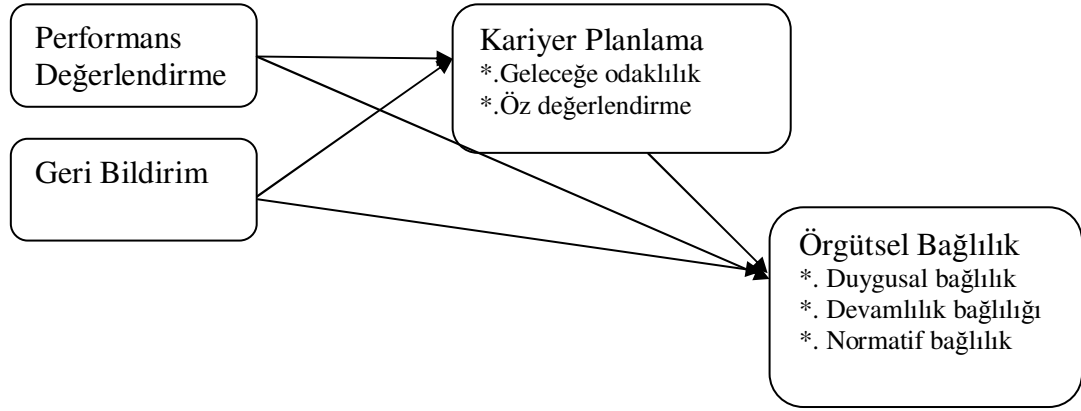 Performans
Değerlendirme
Geri Bildirim
Kariyer Planlama
*.Geleceğe odaklılık
*.Öz değerlendirme
Örgütsel Bağlılık
*. Duygusal bağlılık
*. Devamlılık bağlılığı
*. Normatif bağlılık